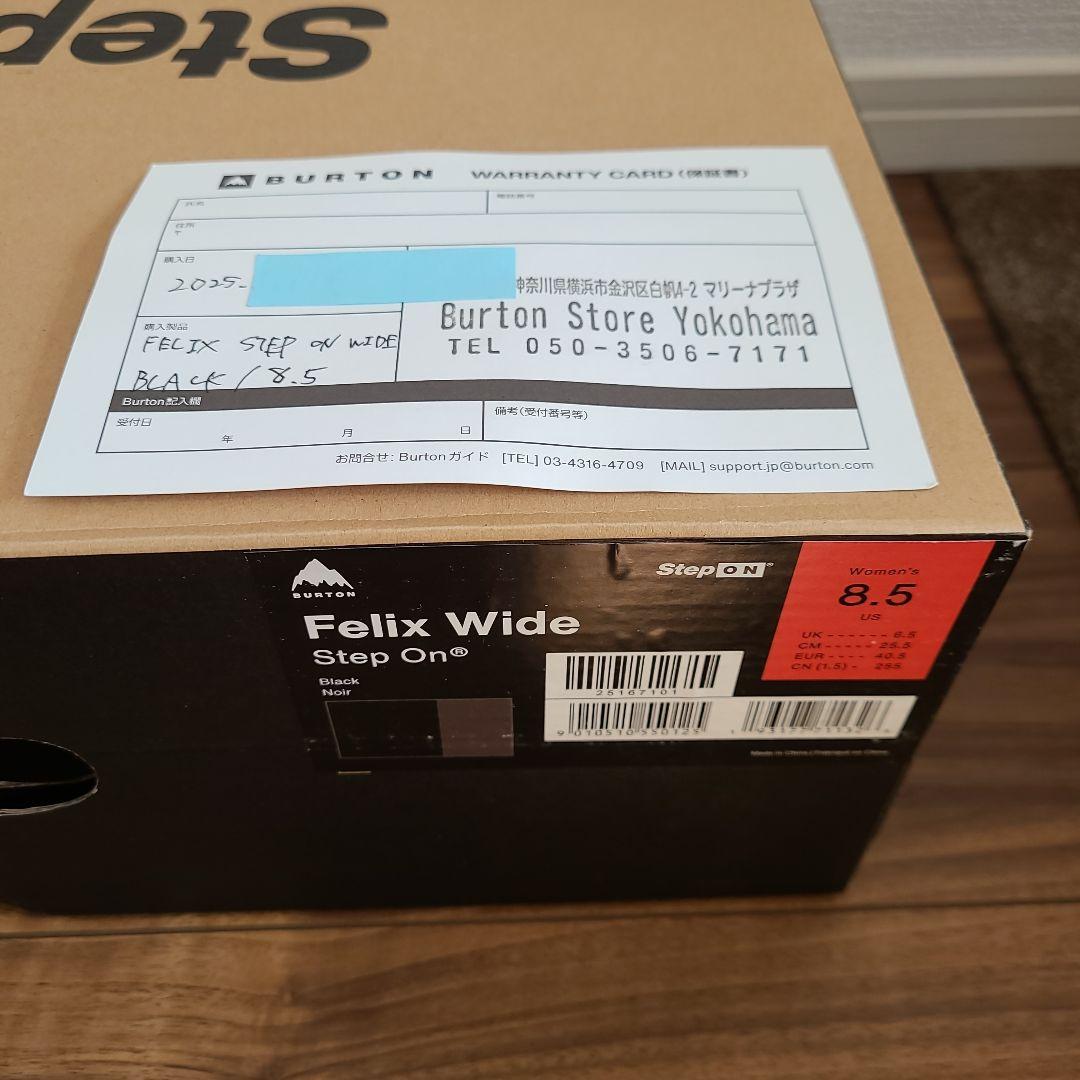 Step
BURTON WARRANTY CARD (保証書)
氏名 電話番号
住所
〒
購入日
2025-
神奈川県横浜市金沢区白帆4-2 マリーナプラザ
Burton Store Yokohama
TEL 050-3506-7171
購入製品
FELIX STEP ON WIDE
BLACK / 8.5
Burton記入欄
受付日
年 月 日
備考(受付番号等)
お問合せ: Burtonガイド [TEL] 03-4316-4709 [MAIL] support.jp@burton.com
BURTON
Felix Wide
Step On®
Black
Noir
Step ON®
Women's
8.5
US
UK ------ 6.5
CM ----- 25.5
EUR ---- 40.5
CN (1.5) - 255
25167101
9 010510 550125